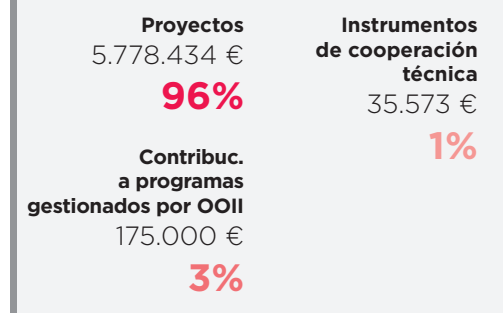 Proyectos
5.778.434 €
96%
Contribuc.
a programas
gestionados por OOII
175.000 €
3%
Instrumentos
de cooperación
técnica
35.573 €
1%